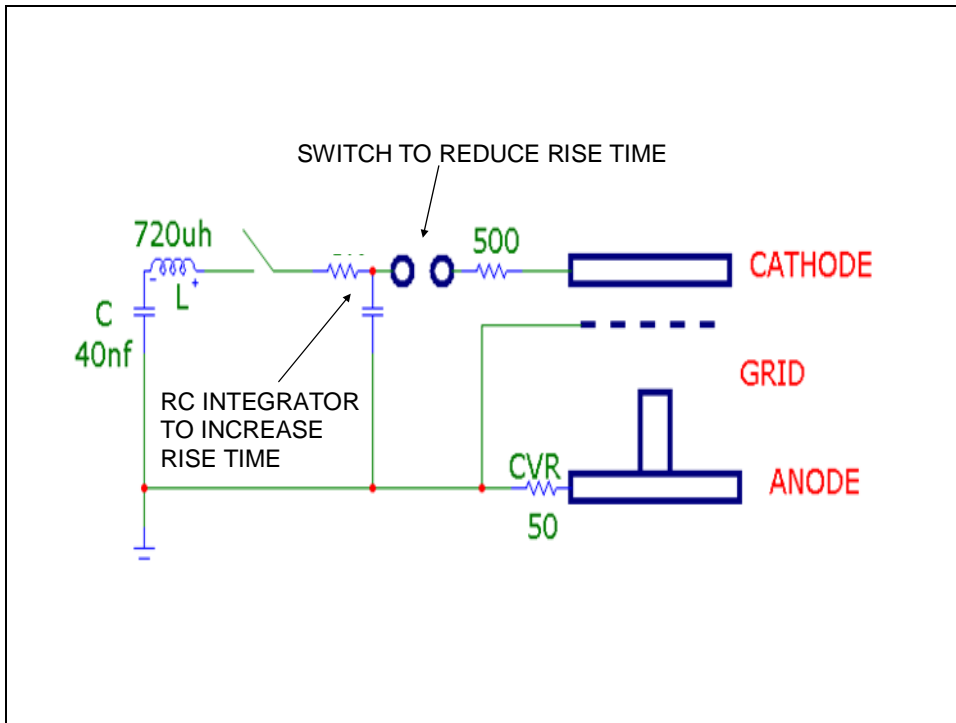 SWITCH TO REDUCE RISE TIME
720uh
500
CATHODE
- +
L
C
40nf
GRID
RC INTEGRATOR
TO INCREASE
RISE TIME
CVR
ANODE
50